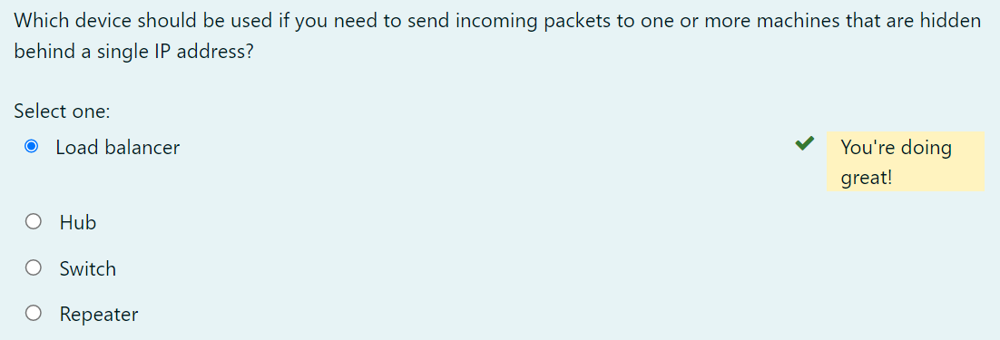 Which device should be used if you need to send incoming packets to one or more machines that are hidden
behind a single IP address?
Select one:
Load balancer
You're doing
great!
Hub
Switch
Repeater